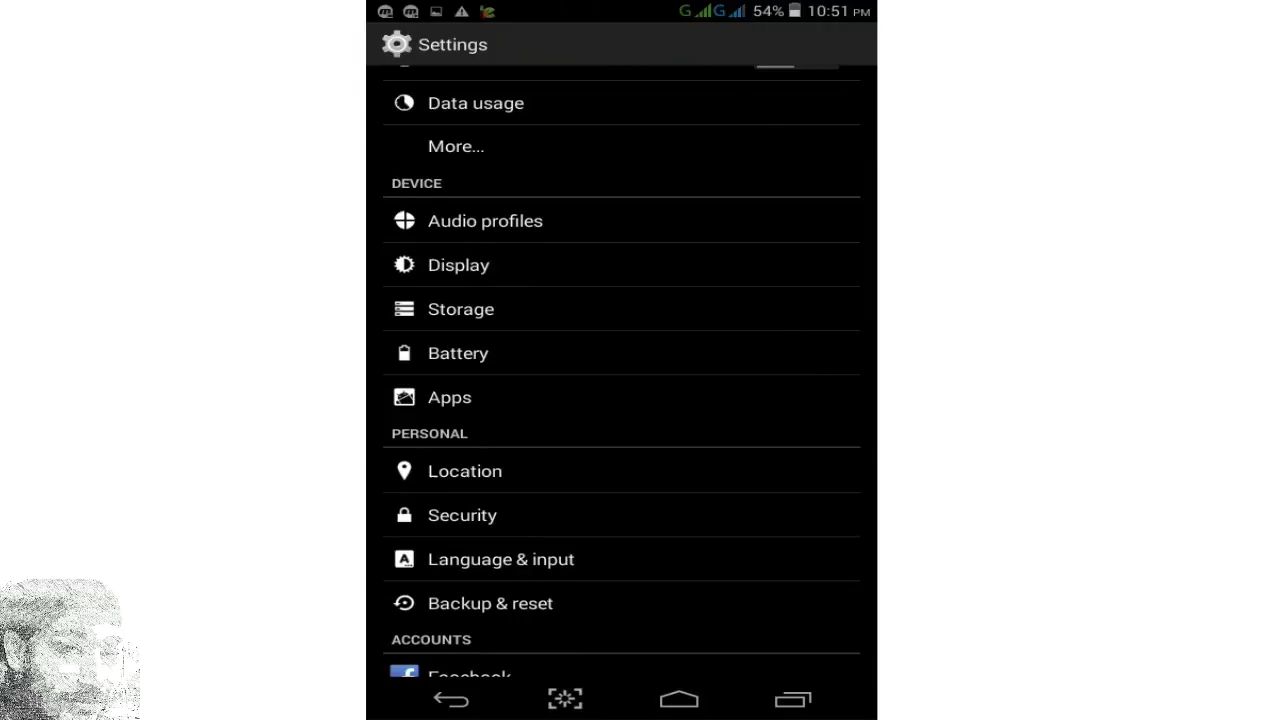 54% 10:51 PM
Settings
Data usage
More...
DEVICE
Audio profiles
Display
Storage
Battery
Apps
PERSONAL
Location
Security
Language & input
Backup & reset
ACCOUNTS
Facebook